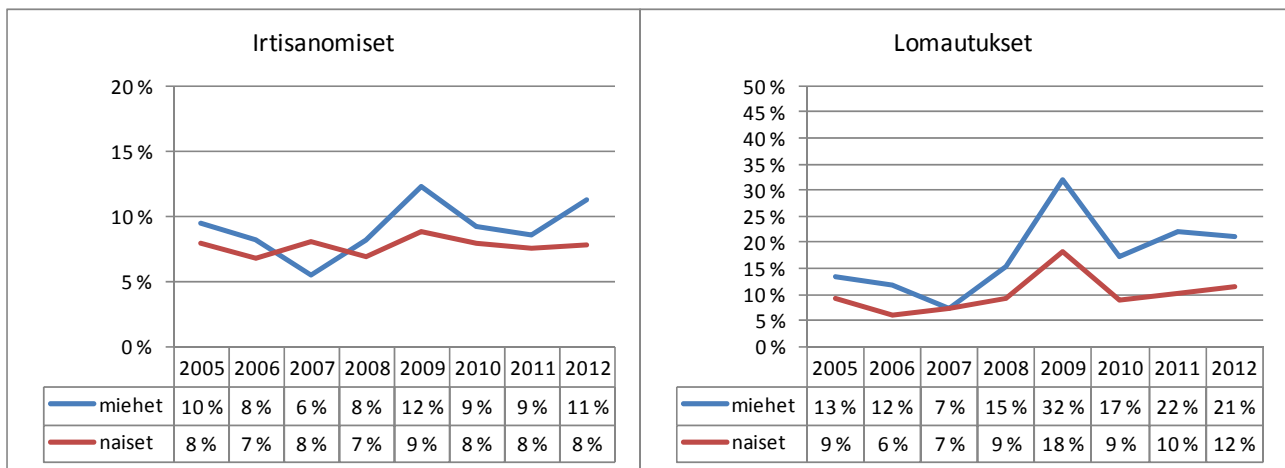 Irtisanomiset
20 %
15 %
10 %
5 %
0 %
2005 2006 2007 2008 2009 2010 2011 2012
miehet 10 % 8 % 6 % 8 % 12 % 9 % 9 % 11 %
naiset 8 % 7 % 8 % 7 % 9 % 8 % 8 % 8 %
Lomautukset
50 %
45 %
40 %
35 %
30 %
25 %
20 %
15 %
10 %
5 %
0 %
2005 2006 2007 2008 2009 2010 2011 2012
miehet 13 % 12 % 7 % 15 % 32 % 17 % 22 % 21 %
naiset 9 % 6 % 7 % 9 % 18 % 9 % 10 % 12 %